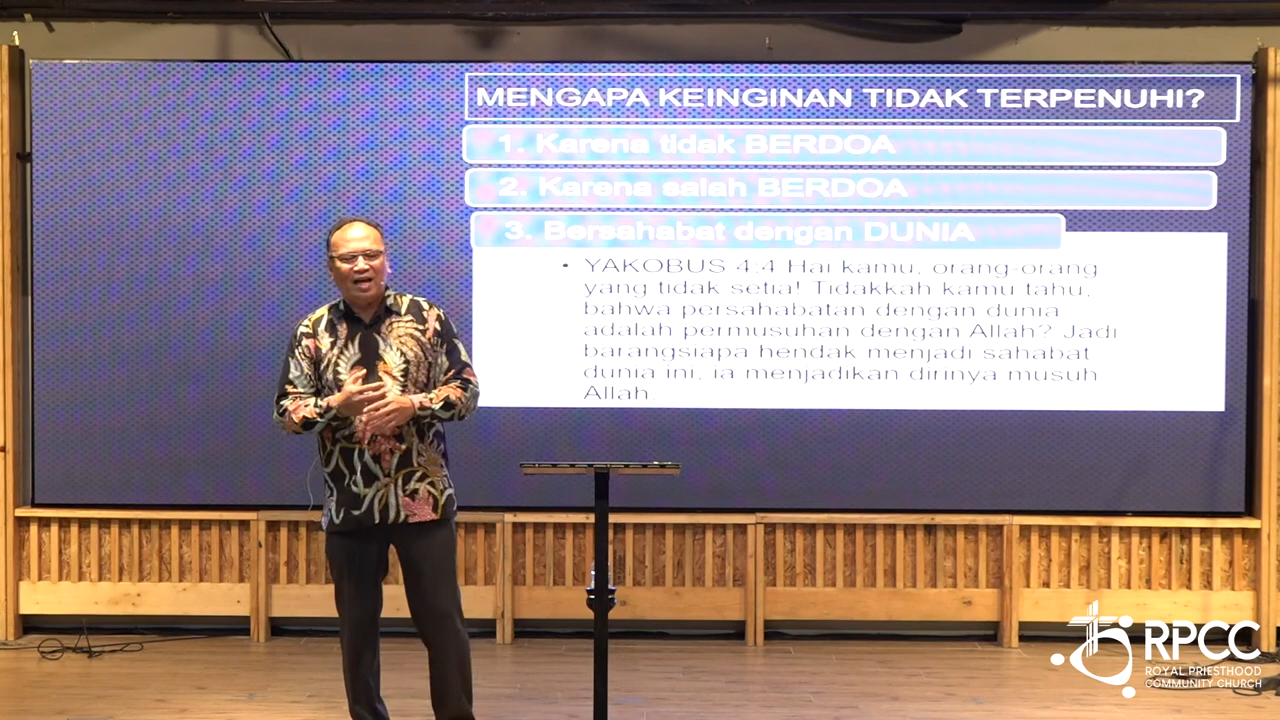 MENGAPA KEINGINAN TIDAK TERPENUHI?
1. Karena tidak BERDOA
2. Karena salah BERDOA
3. Bersahabat dengan DUNIA
• YAKOBUS 4:4 Hai kamu, orang-orang
yang tidak setia! Tidakkah kamu tahu,
bahwa persahabatan dengan dunia
adalah permusuhan dengan Allah? Jadi
barangsiapa hendak menjadi sahabat
dunia ini, ia menjadikan dirinya musuh
Allah.
RPCC
ROYAL PRIESTHOOD
COMMUNITY CHURCH